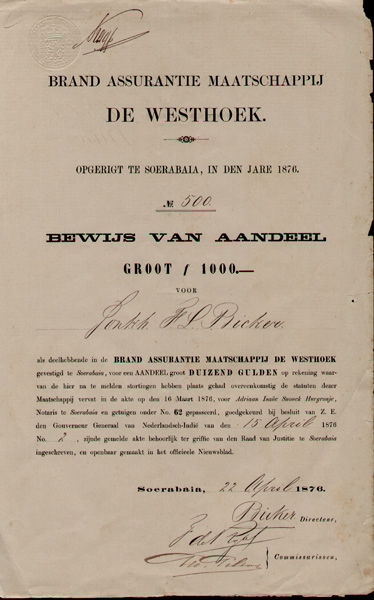 BRAND ASSURANTIE MAATSCHAPPIJ
DE WESTHOEK.
OPGERIGT TE SOERABAIA, IN DEN JARE 1876.
№ 500
BEWIJS VAN AANDEEL
GROOT f 1000.—
VOOR
Jonkh. F. L. Bicker.
als deelhebbende in de BRAND ASSURANTIE MAATSCHAPPIJ DE WESTHOEK
gevestigd te Soerabaia, voor een AANDEEL groot DUIZEND GULDEN op rekening waar-
van de hier na te melden stortingen hebben plaats gehad overeenkomstig de statuten dezer
Maatschappij vervat in de akte op den 16 Maart 1876, voor Adriaan Isaäc Snouck Hurgronje,
Notaris te Soerabaia en getuigen onder No. 62 gepasseerd, goedgekeurd bij besluit van Z. E.
den Gouverneur Generaal van Nederlandsch-Indië van den 15 April 1876
No. 2, zijnde gemelde akte behoorlijk ter griffie van den Raad van Justitie te Soerabaia
ingeschreven, en openbaar gemaakt in het officieele Nieuwsblad.
Soerabaia, 22 April 1876.
Bicker Directeur,
Commissarissen,